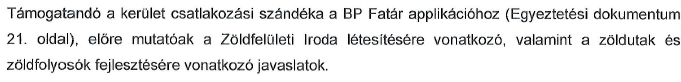 Támogatandó a kerület csatlakozási szándéka a BP Fatár applikációhoz (Egyeztetési dokumentum
21. oldal), előre mutatóak a Zöldfelületi Iroda létesítésére vonatkozó, valamint a zöldutak és
zöldfolyosók fejlesztésére vonatkozó javaslatok.